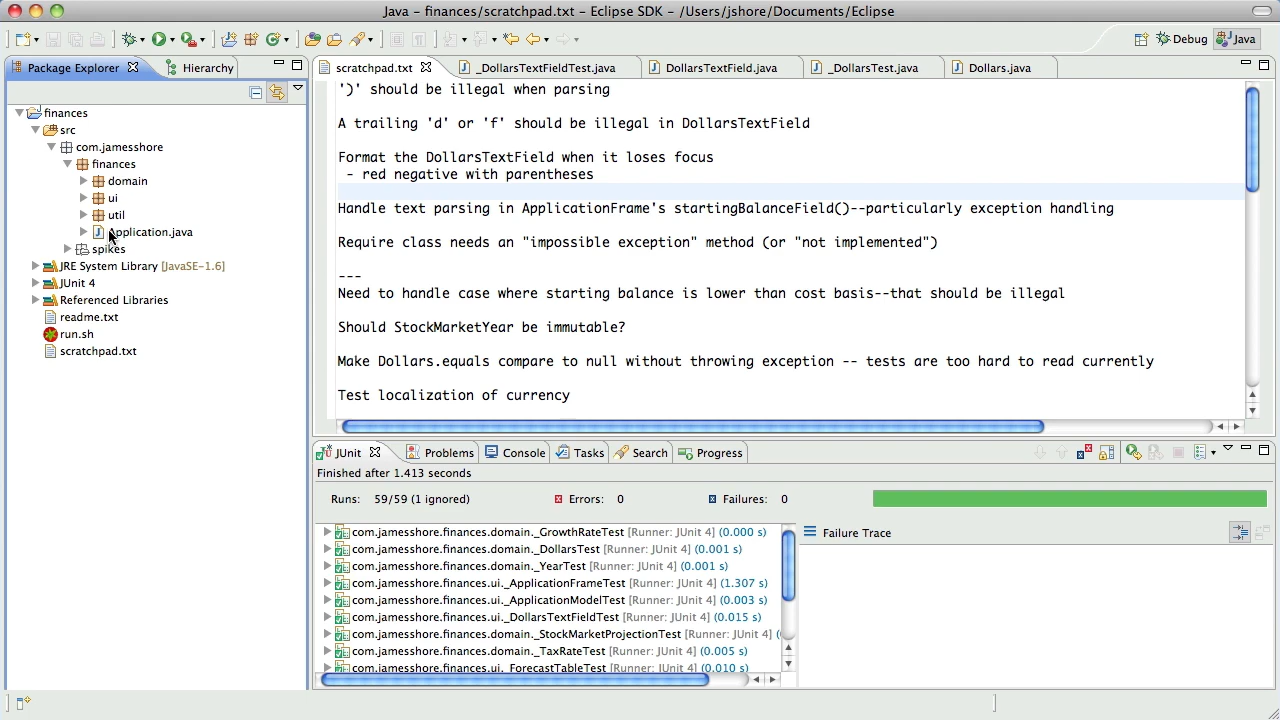 Java - finances/scratchpad.txt - Eclipse SDK - /Users/jshore/Documents/Eclipse
Debug
Java
Package Explorer
Hierarchy
finances
src
com.jamesshore
finances
domain
ui
util
Application.java
spikes
JRE System Library [JavaSE-1.6]
JUnit 4
Referenced Libraries
readme.txt
run.sh
scratchpad.txt
scratchpad.txt
_DollarsTextFieldTest.java
DollarsTextField.java
_DollarsTest.java
Dollars.java
')' should be illegal when parsing
A trailing 'd' or 'f' should be illegal in DollarsTextField
Format the DollarsTextField when it loses focus
- red negative with parentheses
Handle text parsing in ApplicationFrame's startingBalanceField()--particularly exception handling
Require class needs an "impossible exception" method (or "not implemented")
---
Need to handle case where starting balance is lower than cost basis--that should be illegal
Should StockMarketYear be immutable?
Make Dollars.equals compare to null without throwing exception -- tests are too hard to read currently
Test localization of currency
JUnit
Problems
Console
Tasks
Search
Progress
Finished after 1.413 seconds
Runs: 59/59 (1 ignored)
Errors: 0
Failures: 0
com.jamesshore.finances.domain._GrowthRateTest [Runner: JUnit 4] (0.000 s)
com.jamesshore.finances.domain._DollarsTest [Runner: JUnit 4] (0.001 s)
com.jamesshore.finances.domain._YearTest [Runner: JUnit 4] (0.001 s)
com.jamesshore.finances.ui._ApplicationFrameTest [Runner: JUnit 4] (1.307 s)
com.jamesshore.finances.ui._ApplicationModelTest [Runner: JUnit 4] (0.003 s)
com.jamesshore.finances.ui._DollarsTextFieldTest [Runner: JUnit 4] (0.015 s)
com.jamesshore.finances.domain._StockMarketProjectionTest [Runner: JUnit 4] (
com.jamesshore.finances.domain._TaxRateTest [Runner: JUnit 4] (0.005 s)
com.jamesshore.finances.ui._ForecastTableTest [Runner: JUnit 4] (0.010 s)
Failure Trace